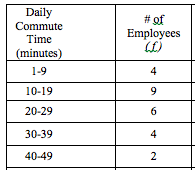 Daily
Commute
Time
(minutes)
# of
Employees
(f)
1-9 4
10-19 9
20-29 6
30-39 4
40-49 2